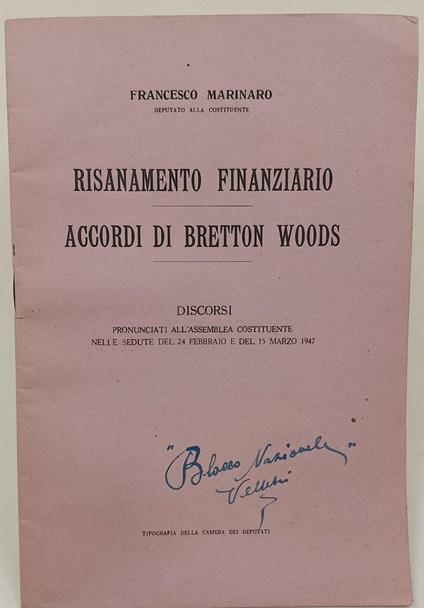 FRANCESCO MARINARO
DEPUTATO ALLA COSTITUENTE
RISANAMENTO FINANZIARIO
ACCORDI DI BRETTON WOODS
DISCORSI
PRONUNCIATI ALL'ASSEMBLEA COSTITUENTE
NELLE SEDUTE DEL 24 FEBBRAIO E DEL 15 MARZO 1947
"Blocco Nazionale"
Velletri
TIPOGRAFIA DELLA CAMERA DEI DEPUTATI